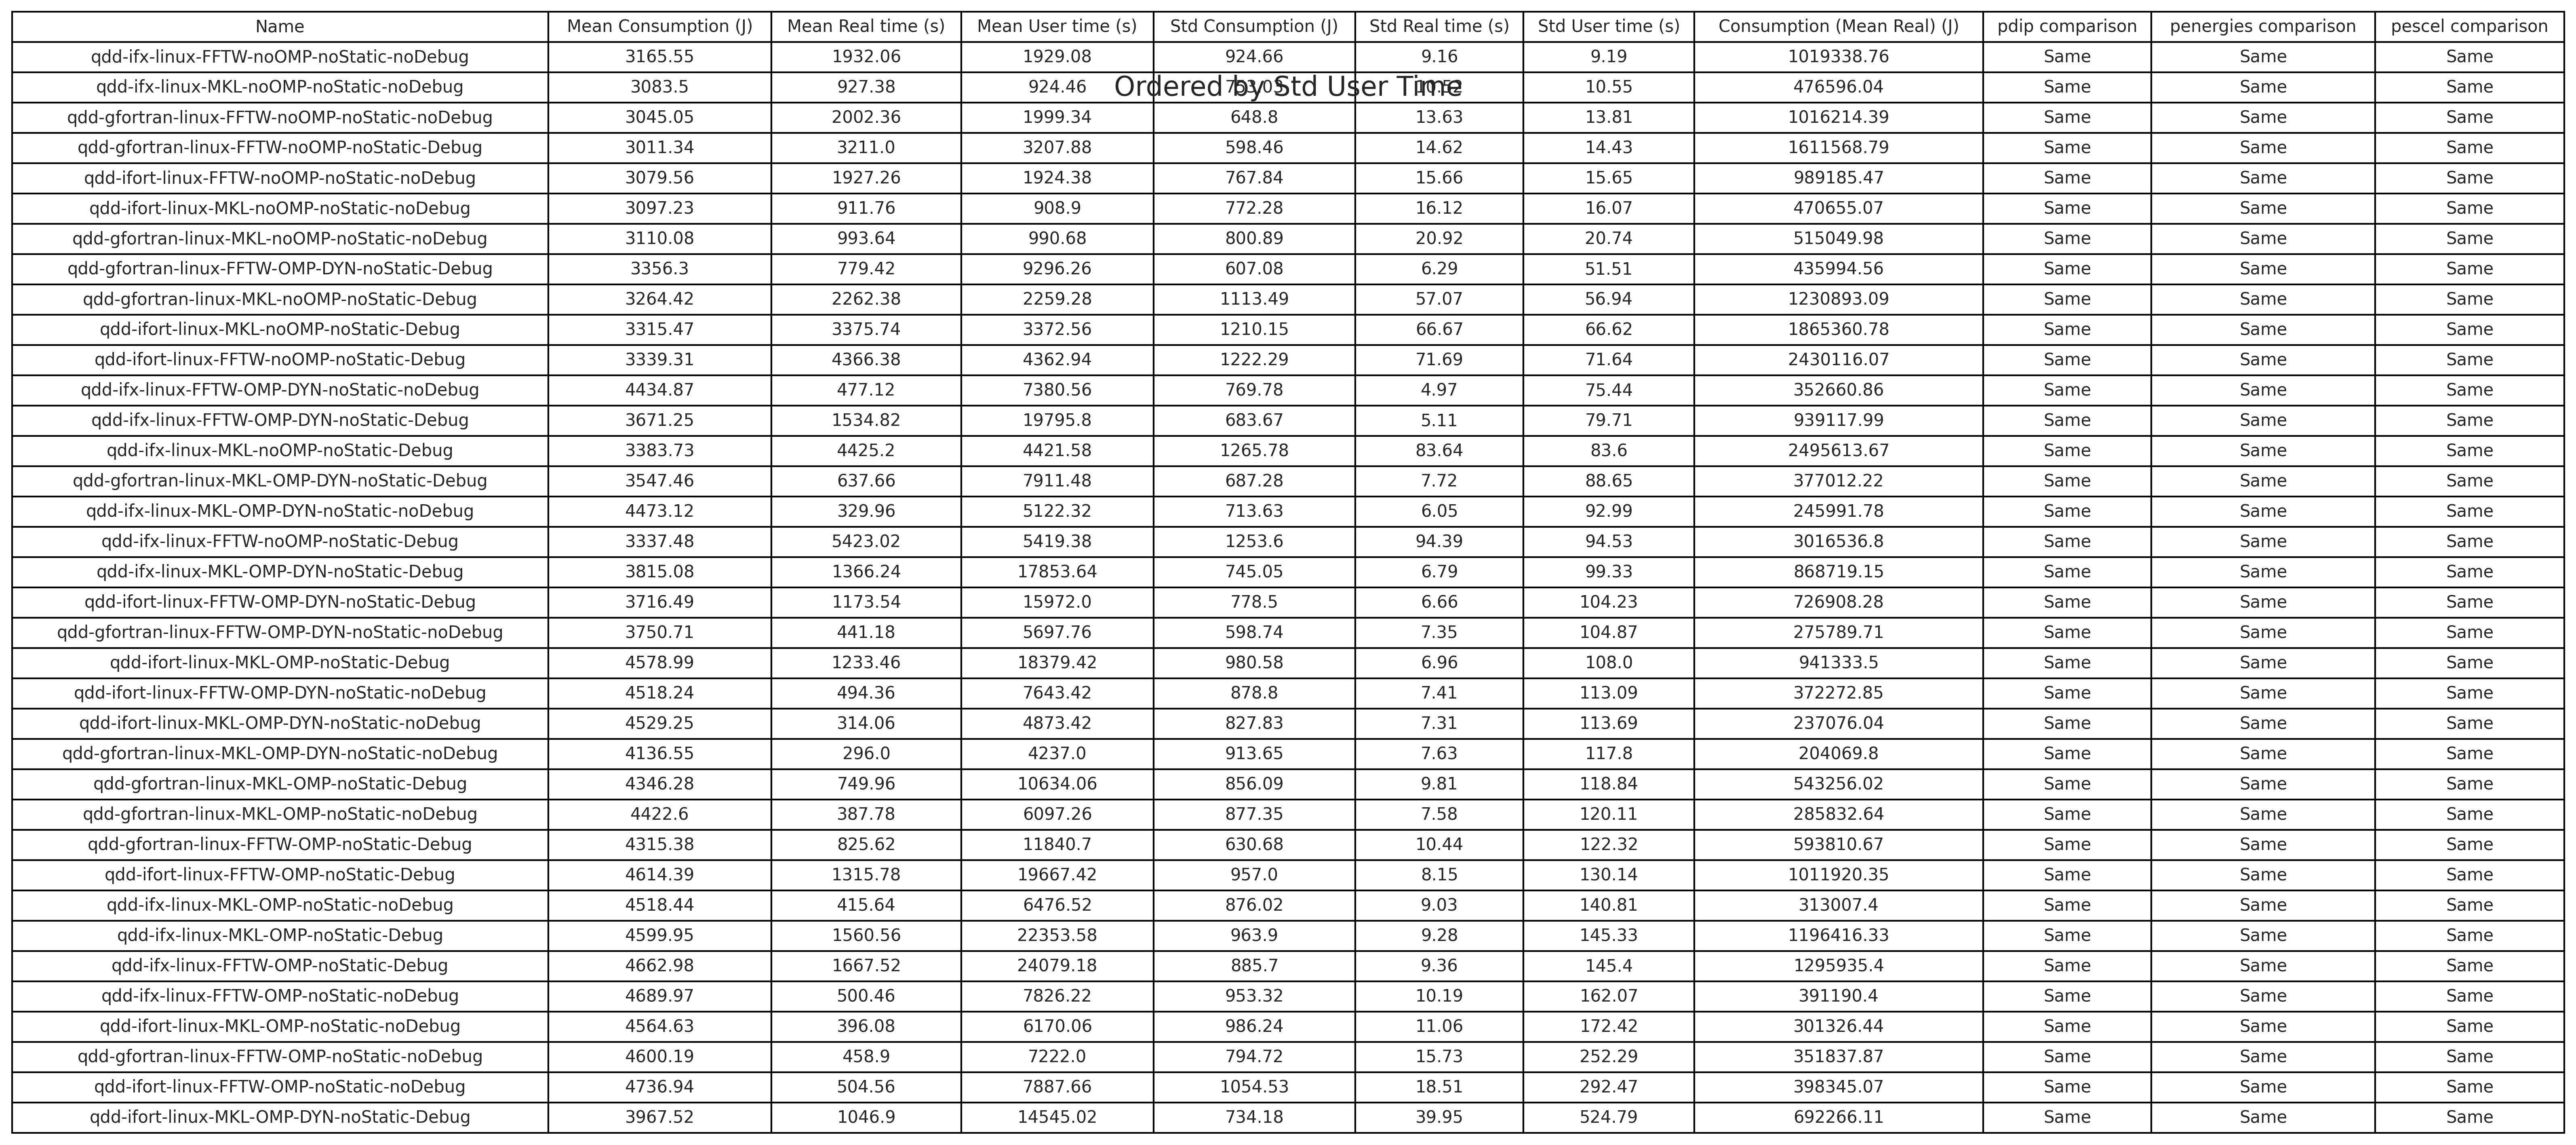 Name Mean Consumption (J) Mean Real time (s) Mean User time (s) Std Consumption (J) Std Real time (s) Std User time (s) Consumption (Mean Real) (J) pdip comparison penergies comparison pescel comparison
qdd-ifx-linux-FFTW-noOMP-noStatic-noDebug 3165.55 1932.06 1929.08 924.66 9.16 9.19 1019338.76 Same Same Same
Ordered by Std User Time
qdd-ifx-linux-MKL-noOMP-noStatic-noDebug 3083.5 927.38 924.46 10.55 476596.04 Same Same Same
qdd-gfortran-linux-FFTW-noOMP-noStatic-noDebug 3045.05 2002.36 1999.34 648.8 13.63 13.81 1016214.39 Same Same Same
qdd-gfortran-linux-FFTW-noOMP-noStatic-Debug 3011.34 3211.0 3207.88 598.46 14.62 14.43 1611568.79 Same Same Same
qdd-ifort-linux-FFTW-noOMP-noStatic-noDebug 3079.56 1927.26 1924.38 767.84 15.66 15.65 989185.47 Same Same Same
qdd-ifort-linux-MKL-noOMP-noStatic-noDebug 3097.23 911.76 908.9 772.28 16.12 16.07 470655.07 Same Same Same
qdd-gfortran-linux-MKL-noOMP-noStatic-noDebug 3110.08 993.64 990.68 800.89 20.92 20.74 515049.98 Same Same Same
qdd-gfortran-linux-FFTW-OMP-DYN-noStatic-Debug 3356.3 779.42 9296.26 607.08 6.29 51.51 435994.56 Same Same Same
qdd-gfortran-linux-MKL-noOMP-noStatic-Debug 3264.42 2262.38 2259.28 1113.49 57.07 56.94 1230893.09 Same Same Same
qdd-ifort-linux-MKL-noOMP-noStatic-Debug 3315.47 3375.74 3372.56 1210.15 66.67 66.62 1865360.78 Same Same Same
qdd-ifort-linux-FFTW-noOMP-noStatic-Debug 3339.31 4366.38 4362.94 1222.29 71.69 71.64 2430116.07 Same Same Same
qdd-ifx-linux-FFTW-OMP-DYN-noStatic-noDebug 4434.87 477.12 7380.56 769.78 4.97 75.44 352660.86 Same Same Same
qdd-ifx-linux-FFTW-OMP-DYN-noStatic-Debug 3671.25 1534.82 19795.8 683.67 5.11 79.71 939117.99 Same Same Same
qdd-ifx-linux-MKL-noOMP-noStatic-Debug 3383.73 4425.2 4421.58 1265.78 83.64 83.6 2495613.67 Same Same Same
qdd-gfortran-linux-MKL-OMP-DYN-noStatic-Debug 3547.46 637.66 7911.48 687.28 7.72 88.65 377012.22 Same Same Same
qdd-ifx-linux-MKL-OMP-DYN-noStatic-noDebug 4473.12 329.96 5122.32 713.63 6.05 92.99 245991.78 Same Same Same
qdd-ifx-linux-FFTW-noOMP-noStatic-Debug 3337.48 5423.02 5419.38 1253.6 94.39 94.53 3016536.8 Same Same Same
qdd-ifx-linux-MKL-OMP-DYN-noStatic-Debug 3815.08 1366.24 17853.64 745.05 6.79 99.33 868719.15 Same Same Same
qdd-ifort-linux-FFTW-OMP-DYN-noStatic-Debug 3716.49 1173.54 15972.0 778.5 6.66 104.23 726908.28 Same Same Same
qdd-gfortran-linux-FFTW-OMP-DYN-noStatic-noDebug 3750.71 441.18 5697.76 598.74 7.35 104.87 275789.71 Same Same Same
qdd-ifort-linux-MKL-OMP-noStatic-Debug 4578.99 1233.46 18379.42 980.58 6.96 108.0 941333.5 Same Same Same
qdd-ifort-linux-FFTW-OMP-DYN-noStatic-noDebug 4518.24 494.36 7643.42 878.8 7.41 113.09 372272.85 Same Same Same
qdd-ifort-linux-MKL-OMP-DYN-noStatic-noDebug 4529.25 314.06 4873.42 827.83 7.31 113.69 237076.04 Same Same Same
qdd-gfortran-linux-MKL-OMP-DYN-noStatic-noDebug 4136.55 296.0 4237.0 913.65 7.63 117.8 204069.8 Same Same Same
qdd-gfortran-linux-MKL-OMP-noStatic-Debug 4346.28 749.96 10634.06 856.09 9.81 118.84 543256.02 Same Same Same
qdd-gfortran-linux-MKL-OMP-noStatic-noDebug 4422.6 387.78 6097.26 877.35 7.58 120.11 285832.64 Same Same Same
qdd-gfortran-linux-FFTW-OMP-noStatic-Debug 4315.38 825.62 11840.7 630.68 10.44 122.32 593810.67 Same Same Same
qdd-ifort-linux-FFTW-OMP-noStatic-Debug 4614.39 1315.78 19667.42 957.0 8.15 130.14 1011920.35 Same Same Same
qdd-ifx-linux-MKL-OMP-noStatic-noDebug 4518.44 415.64 6476.52 876.02 9.03 140.81 313007.4 Same Same Same
qdd-ifx-linux-MKL-OMP-noStatic-Debug 4599.95 1560.56 22353.58 963.9 9.28 145.33 1196416.33 Same Same Same
qdd-ifx-linux-FFTW-OMP-noStatic-Debug 4662.98 1667.52 24079.18 885.7 9.36 145.4 1295935.4 Same Same Same
qdd-ifx-linux-FFTW-OMP-noStatic-noDebug 4689.97 500.46 7826.22 953.32 10.19 162.07 391190.4 Same Same Same
qdd-ifort-linux-MKL-OMP-noStatic-noDebug 4564.63 396.08 6170.06 986.24 11.06 172.42 301326.44 Same Same Same
qdd-gfortran-linux-FFTW-OMP-noStatic-noDebug 4600.19 458.9 7222.0 794.72 15.73 252.29 351837.87 Same Same Same
qdd-ifort-linux-FFTW-OMP-noStatic-noDebug 4736.94 504.56 7887.66 1054.53 18.51 292.47 398345.07 Same Same Same
qdd-ifort-linux-MKL-OMP-DYN-noStatic-Debug 3967.52 1046.9 14545.02 734.18 39.95 524.79 692266.11 Same Same Same